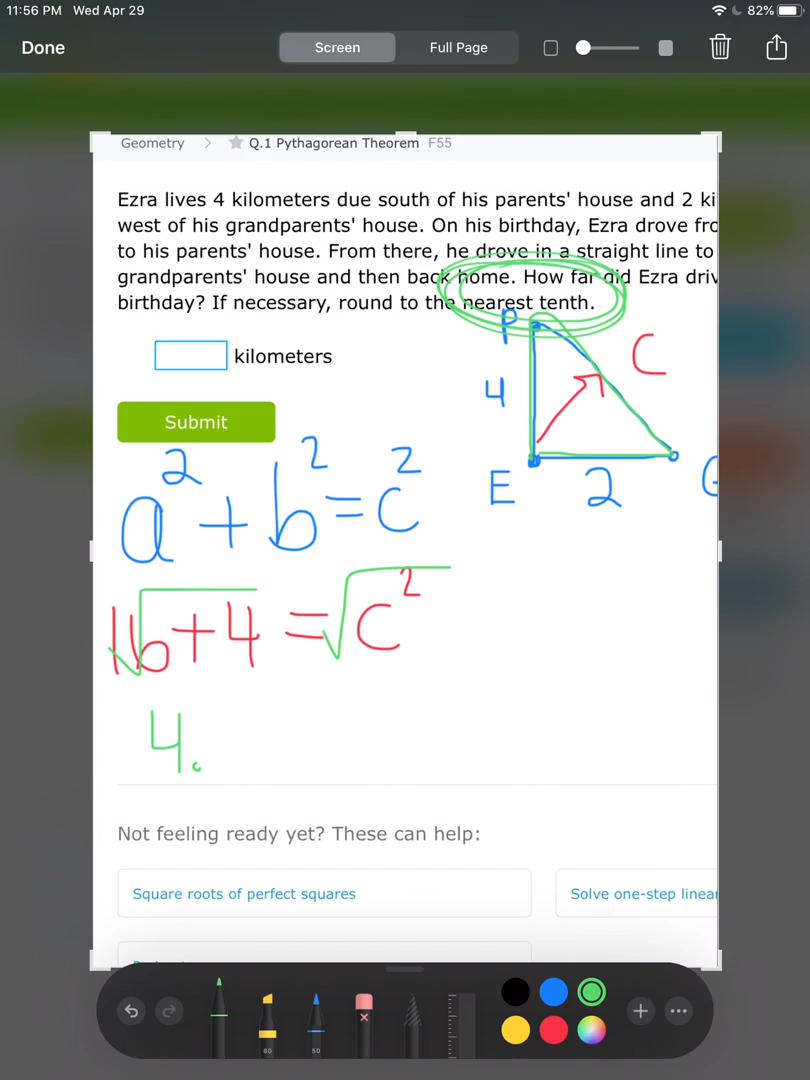 11:56 PM Wed Apr 29
82%
Done
Screen
Full Page
Geometry > Q.1 Pythagorean Theorem F55
Ezra lives 4 kilometers due south of his parents' house and 2 ki
west of his grandparents' house. On his birthday, Ezra drove fro
to his parents' house. From there, he drove in a straight line to
grandparents' house and then back home. How far did Ezra driv
birthday? If necessary, round to the nearest tenth.
P
C
kilometers
4
Submit
E 2 G
a² + b² = c²
√16+4 = √c²
4.
Not feeling ready yet? These can help:
Square roots of perfect squares
Solve one-step linear
80
50